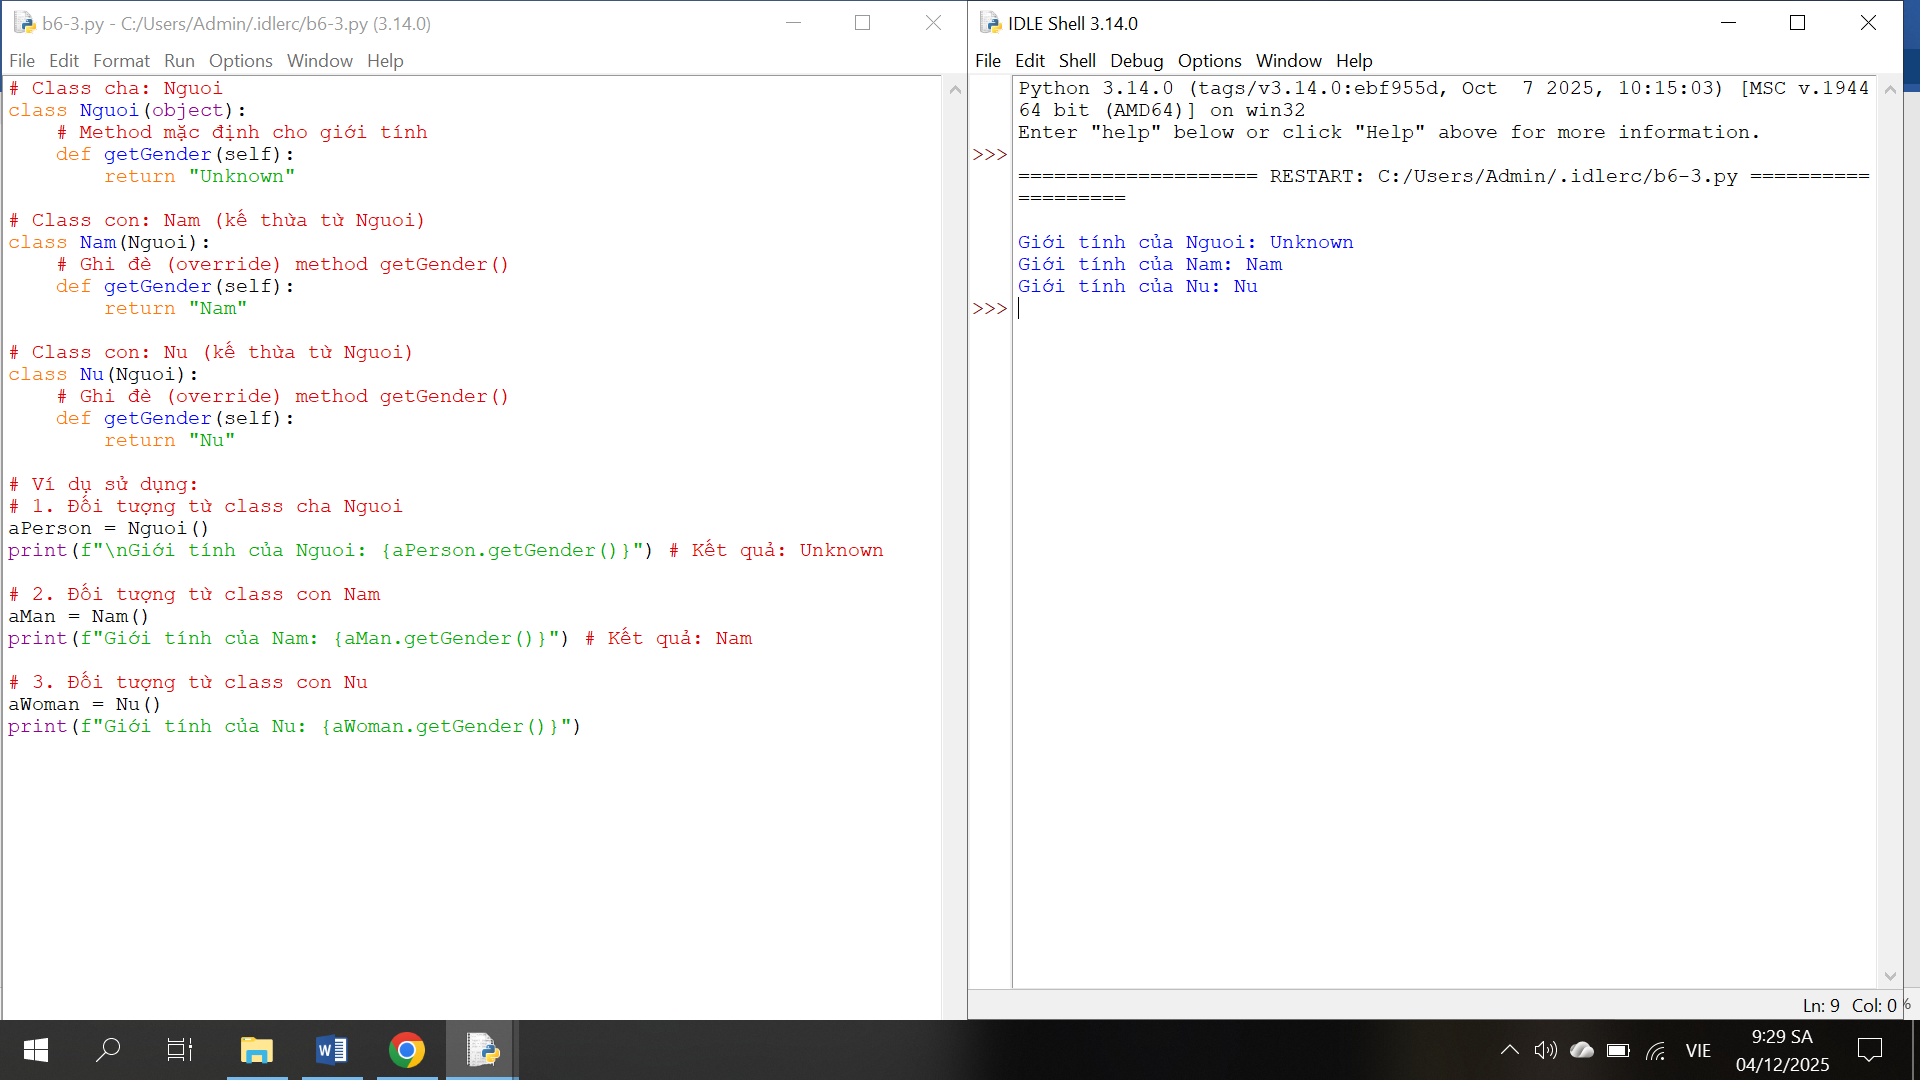 b6-3.py - C:/Users/Admin/.idlerc/b6-3.py (3.14.0)
File Edit Format Run Options Window Help
# Class cha: Nguoi
class Nguoi(object):
    # Method mặc định cho giới tính
    def getGender(self):
        return "Unknown"
# Class con: Nam (kế thừa từ Nguoi)
class Nam(Nguoi):
    # Ghi đè (override) method getGender()
    def getGender(self):
        return "Nam"
# Class con: Nu (kế thừa từ Nguoi)
class Nu(Nguoi):
    # Ghi đè (override) method getGender()
    def getGender(self):
        return "Nu"
# Ví dụ sử dụng:
# 1. Đối tượng từ class cha Nguoi
aPerson = Nguoi()
print(f"\nGiới tính của Nguoi: {aPerson.getGender()}") # Kết quả: Unknown
# 2. Đối tượng từ class con Nam
aMan = Nam()
print(f"Giới tính của Nam: {aMan.getGender()}") # Kết quả: Nam
# 3. Đối tượng từ class con Nu
aWoman = Nu()
print(f"Giới tính của Nu: {aWoman.getGender()}")
IDLE Shell 3.14.0
File Edit Shell Debug Options Window Help
Python 3.14.0 (tags/v3.14.0:ebf955d, Oct  7 2025, 10:15:03) [MSC v.1944
64 bit (AMD64)] on win32
Enter "help" below or click "Help" above for more information.
>>>
==================== RESTART: C:/Users/Admin/.idlerc/b6-3.py ==========
=========
Giới tính của Nguoi: Unknown
Giới tính của Nam: Nam
Giới tính của Nu: Nu
>>>
Ln: 9 Col: 0
%
VIE
9:29 SA
04/12/2025